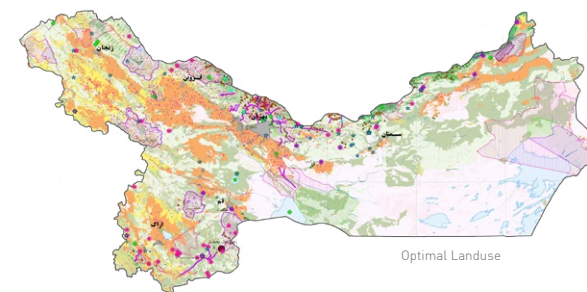 زنجان
قزوین
تهران
سمنان
قم
اراک
Optimal Landuse